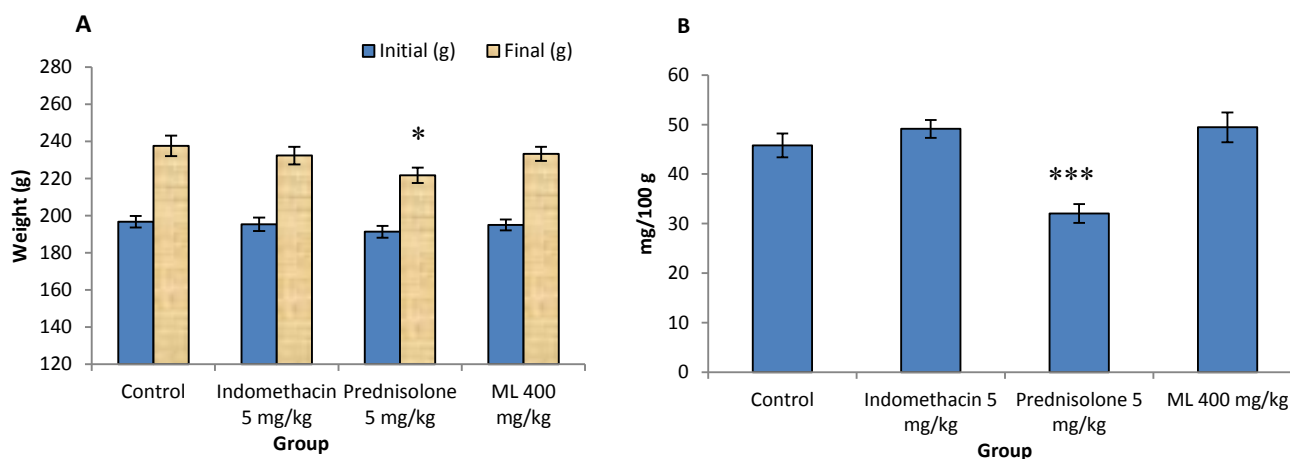 A
Initial (g) Final (g)
280
260
240
220
200
180
160
140
120
Weight (g)
*
Control
Indomethacin
5 mg/kg
Prednisolone
5 mg/kg
ML 400
mg/kg
Group
B
60
50
40
30
20
10
0
mg/100 g
***
Control
Indomethacin 5
mg/kg
Prednisolone 5
mg/kg
ML 400 mg/kg
Group